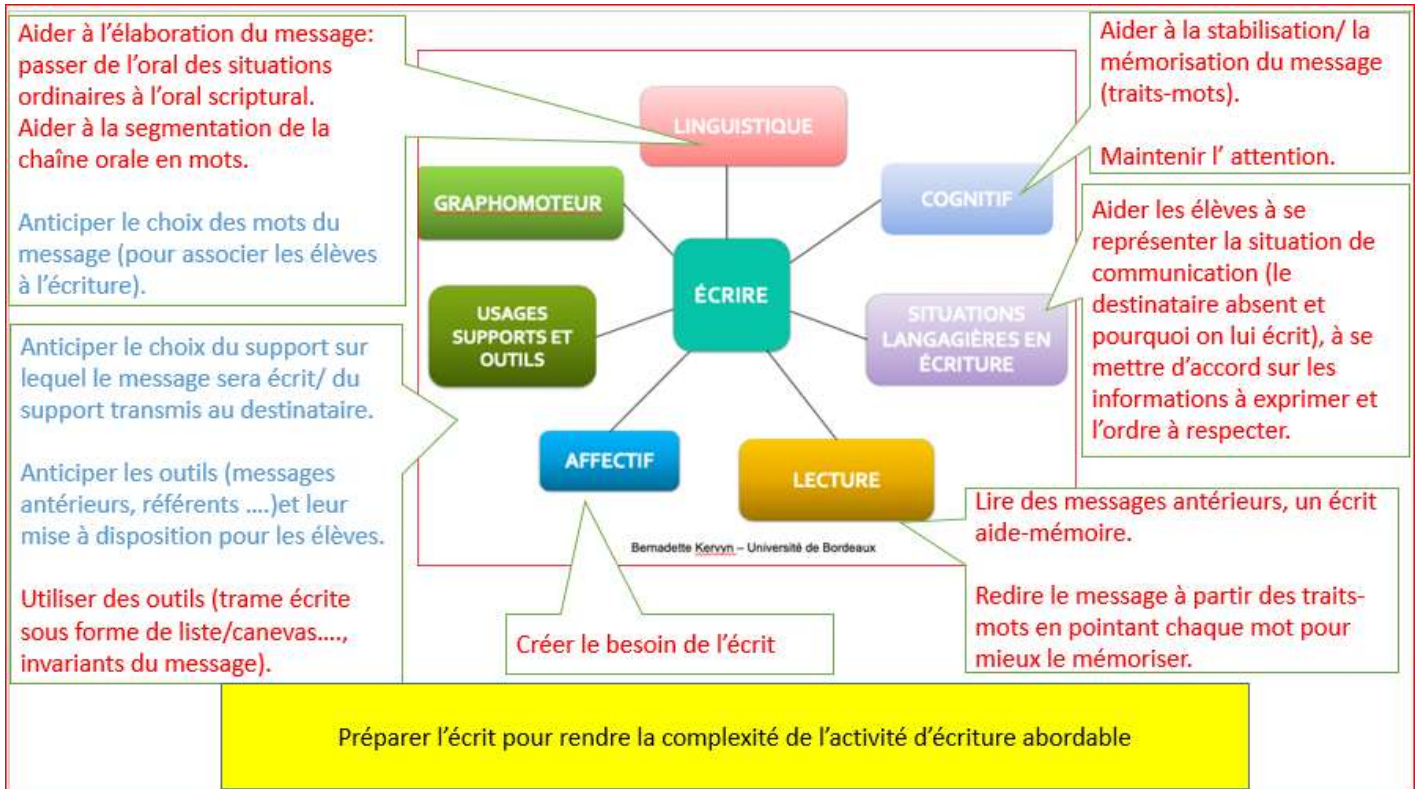 Aider à l’élaboration du message:
passer de l’oral des situations
ordinaires à l’oral scriptural.
Aider à la segmentation de la
chaîne orale en mots.
Anticiper le choix des mots du
message (pour associer les élèves
à l’écriture).
Anticiper le choix du support sur
lequel le message sera écrit/ du
support transmis au destinataire.
Anticiper les outils (messages
antérieurs, référents ….)et leur
mise à disposition pour les élèves.
Utiliser des outils (trame écrite
sous forme de liste/canevas….,
invariants du message).
LINGUISTIQUE
GRAPHOMOTEUR
COGNITIF
ÉCRIRE
USAGES
SUPPORTS ET
OUTILS
SITUATIONS
LANGAGIÈRES EN
ÉCRITURE
AFFECTIF
LECTURE
Bernadette Kervyn – Université de Bordeaux
Créer le besoin de l’écrit
Aider à la stabilisation/ la
mémorisation du message
(traits-mots).
Maintenir l’ attention.
Aider les élèves à se
représenter la situation de
communication (le
destinataire absent et
pourquoi on lui écrit), à se
mettre d’accord sur les
informations à exprimer et
l’ordre à respecter.
Lire des messages antérieurs, un écrit
aide-mémoire.
Redire le message à partir des traits-
mots en pointant chaque mot pour
mieux le mémoriser.
Préparer l’écrit pour rendre la complexité de l’activité d’écriture abordable